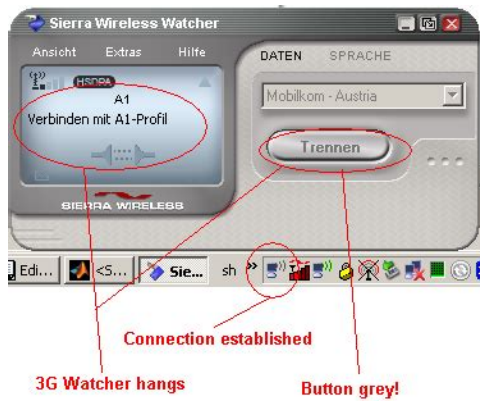 Sierra Wireless Watcher
Ansicht Extras Hilfe
DATEN SPRACHE
HSDPA
A1
Verbinden mit A1-Profil
Mobilkom - Austria
Trennen
SIERRA WIRELESS
Edi... <S... Sie... sh »
Connection established
3G Watcher hangs
Button grey!